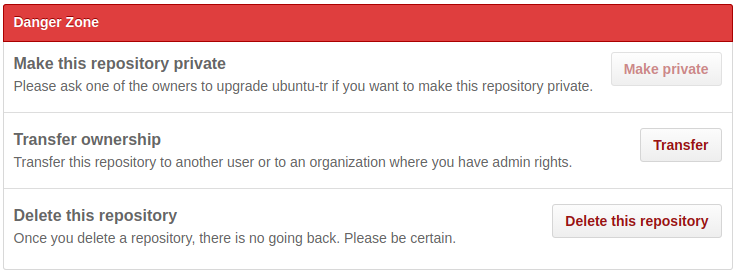 Danger Zone
Make this repository private
Make private
Please ask one of the owners to upgrade ubuntu-tr if you want to make this repository private.
Transfer ownership
Transfer
Transfer this repository to another user or to an organization where you have admin rights.
Delete this repository
Delete this repository
Once you delete a repository, there is no going back. Please be certain.